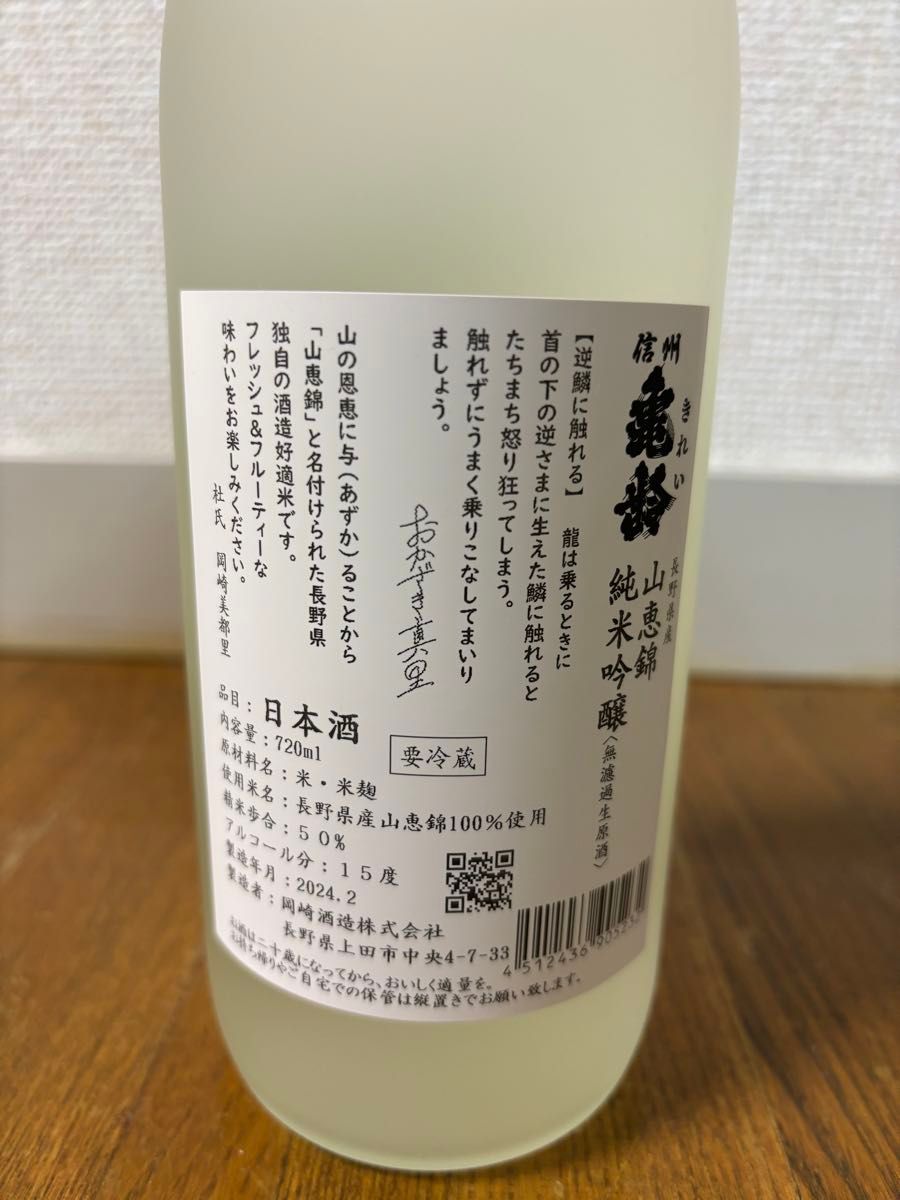 信州
亀齢
きれい
長野県産
山恵錦
純米吟醸
〈無濾過生原酒〉
【逆鱗に触れる】 龍は乗るときに
首の下の逆さまに生えた鱗に触れると
たちまち怒り狂ってしまう。
触れずにうまく乗りこなしてまいり
ましょう。
おかざき真里
山の恩恵に与(あずか)ることから
「山恵錦」と名付けられた長野県
独自の酒造好適米です。
フレッシュ&フルーティーな
味わいをお楽しみください。
杜氏 岡崎美都里
品目:日本酒
内容量:720ml
要冷蔵
原材料名:米・米麹
使用米名:長野県産山恵錦100%使用
精米歩合:50%
アルコール分:15度
製造年月:2024.2
製造者:岡崎酒造株式会社
長野県上田市中央4-7-33
お酒は二十歳になってから、おいしく適量を。
お持ち帰りやご自宅での保管は縦置きでお願い致します。